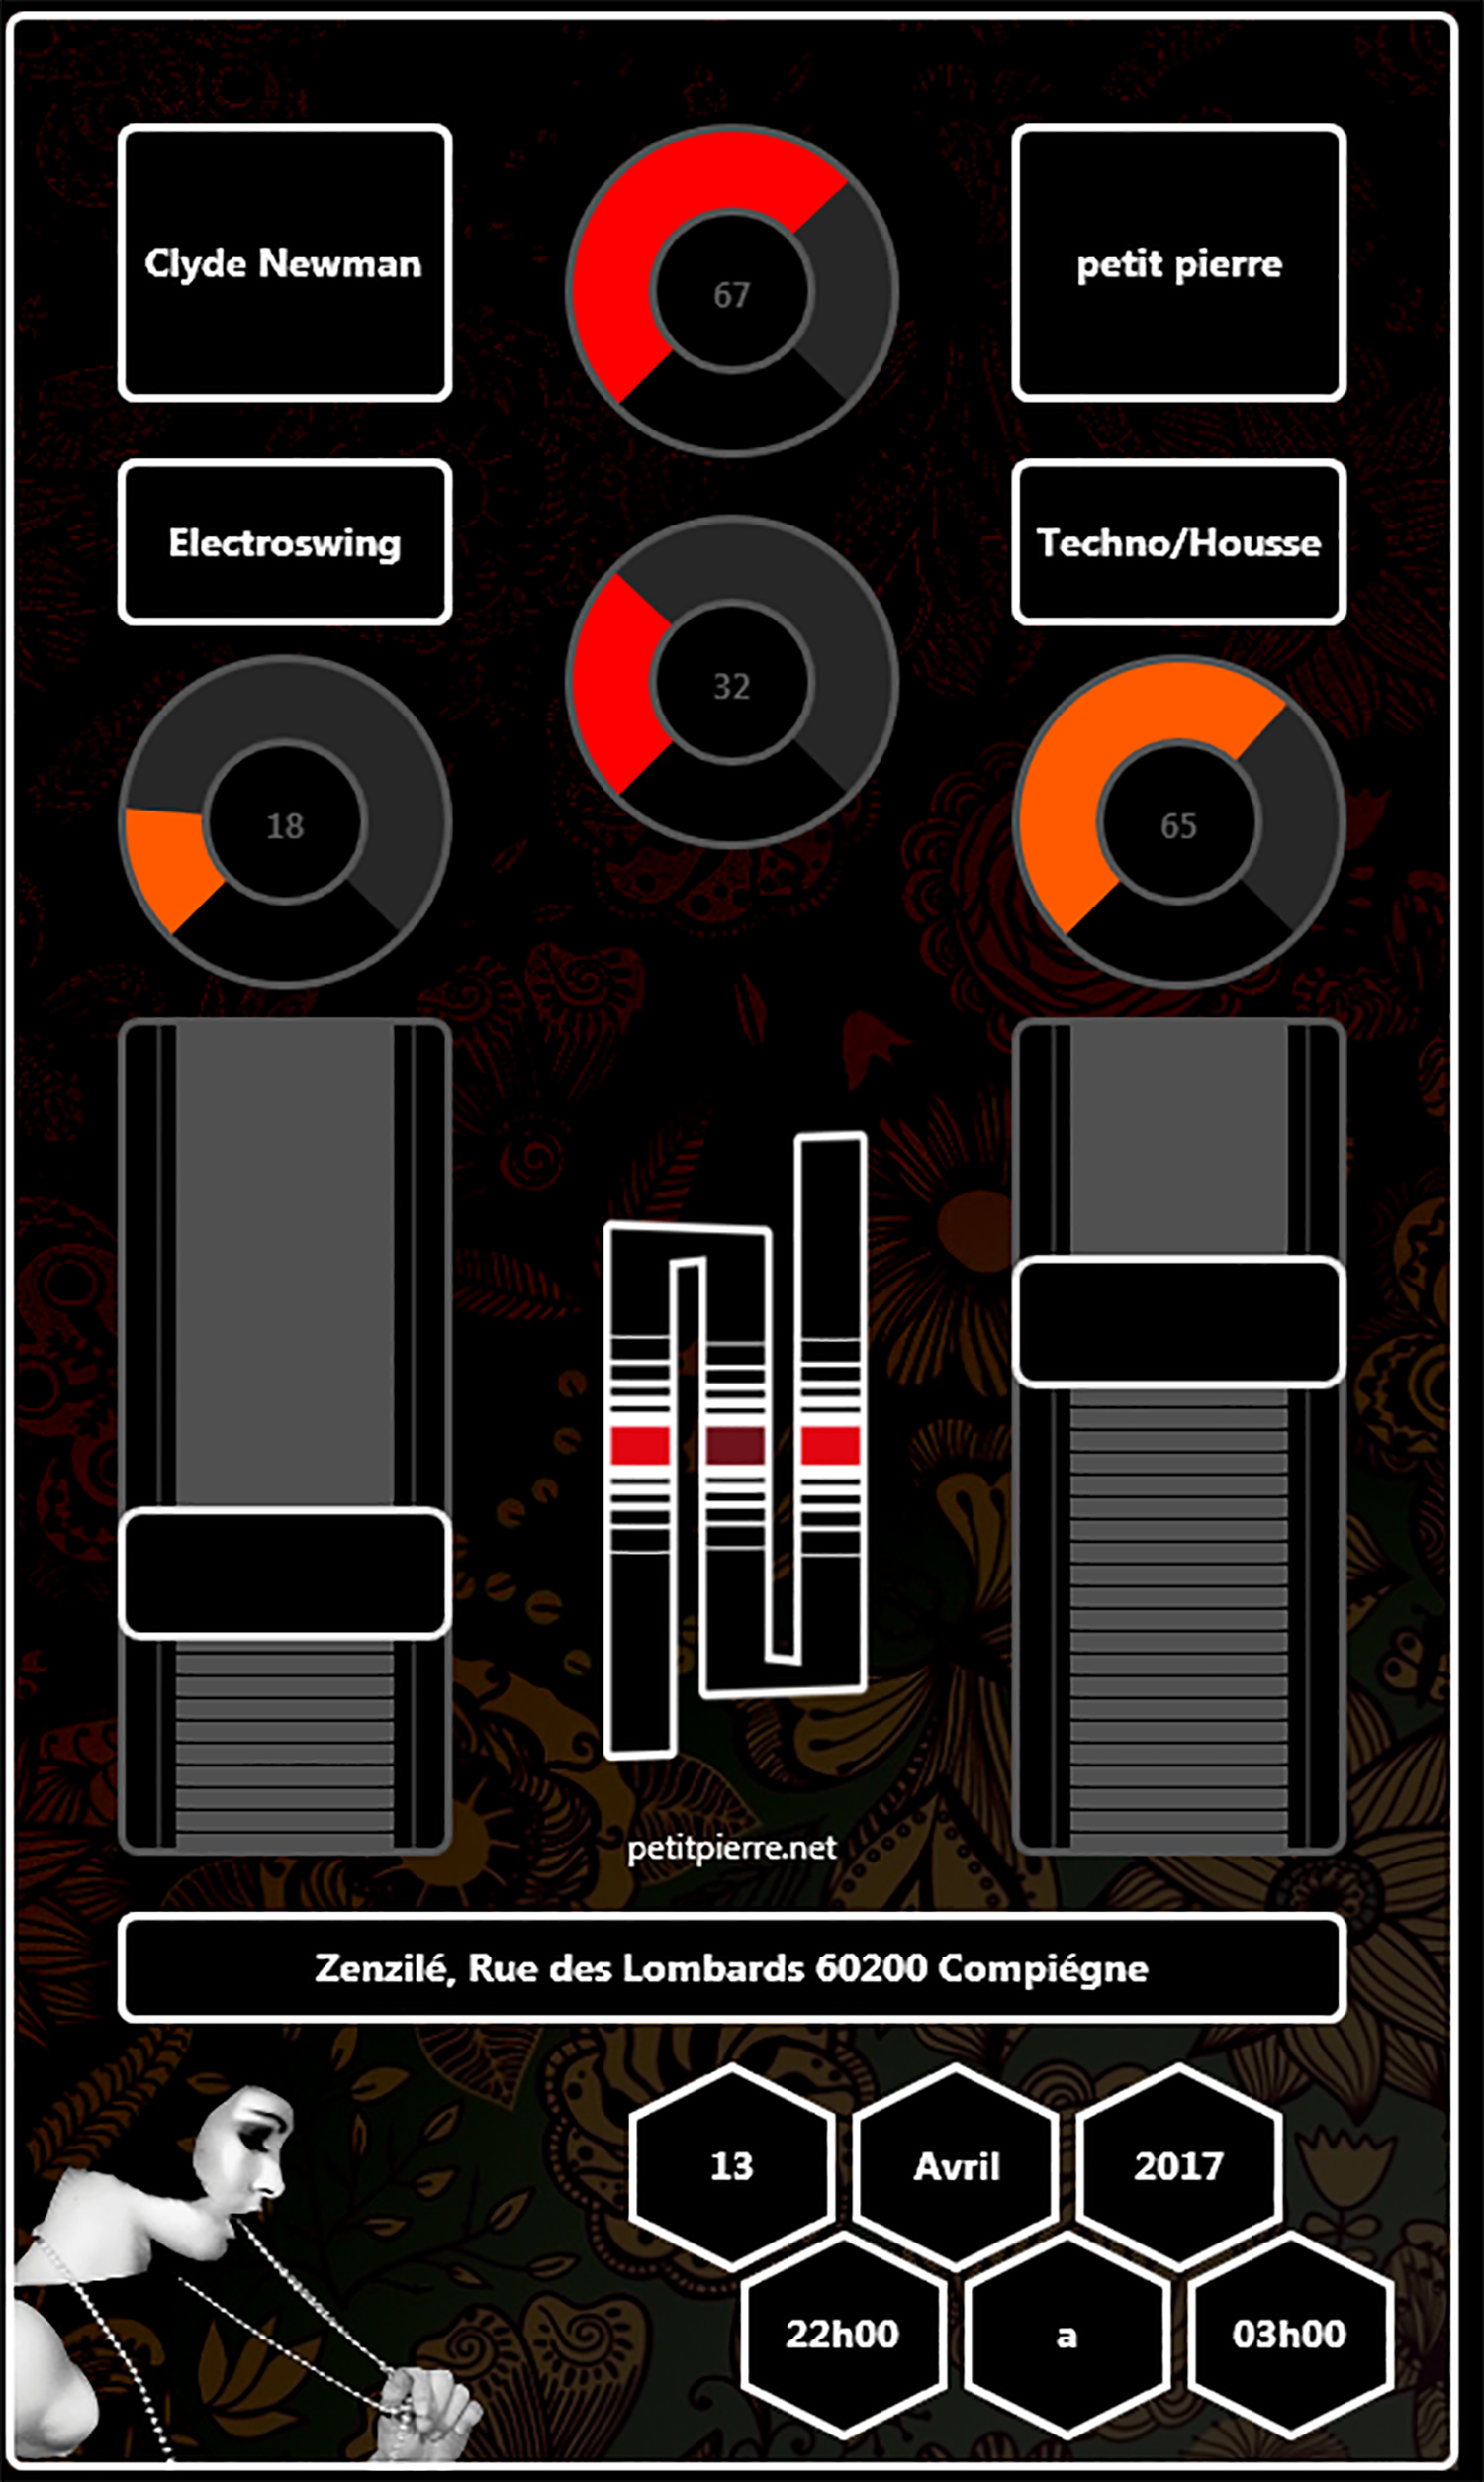 Clyde Newman
67
petit pierre
Electroswing
Techno/Housse
32
18
65
petitpierre.net
Zenzilé, Rue des Lombards 60200 Compiégne
13
Avril
2017
22h00
a
03h00